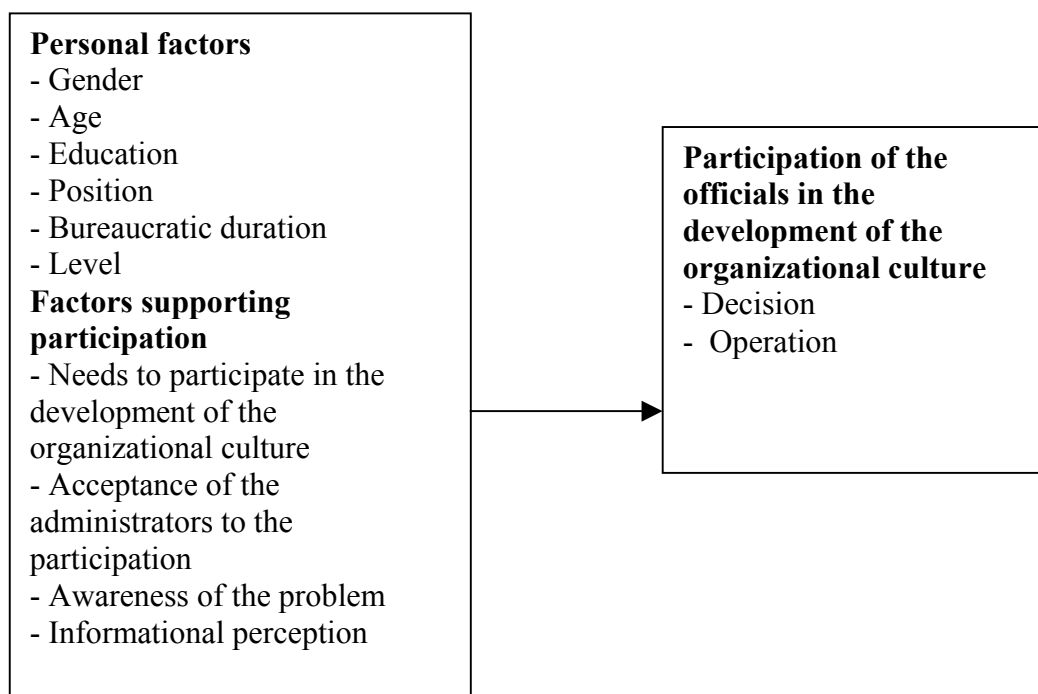 Personal factors
- Gender
- Age
- Education
- Position
- Bureaucratic duration
- Level
Factors supporting
participation
- Needs to participate in the
development of the
organizational culture
- Acceptance of the
administrators to the
participation
- Awareness of the problem
- Informational perception
Participation of the
officials in the
development of the
organizational culture
- Decision
- Operation